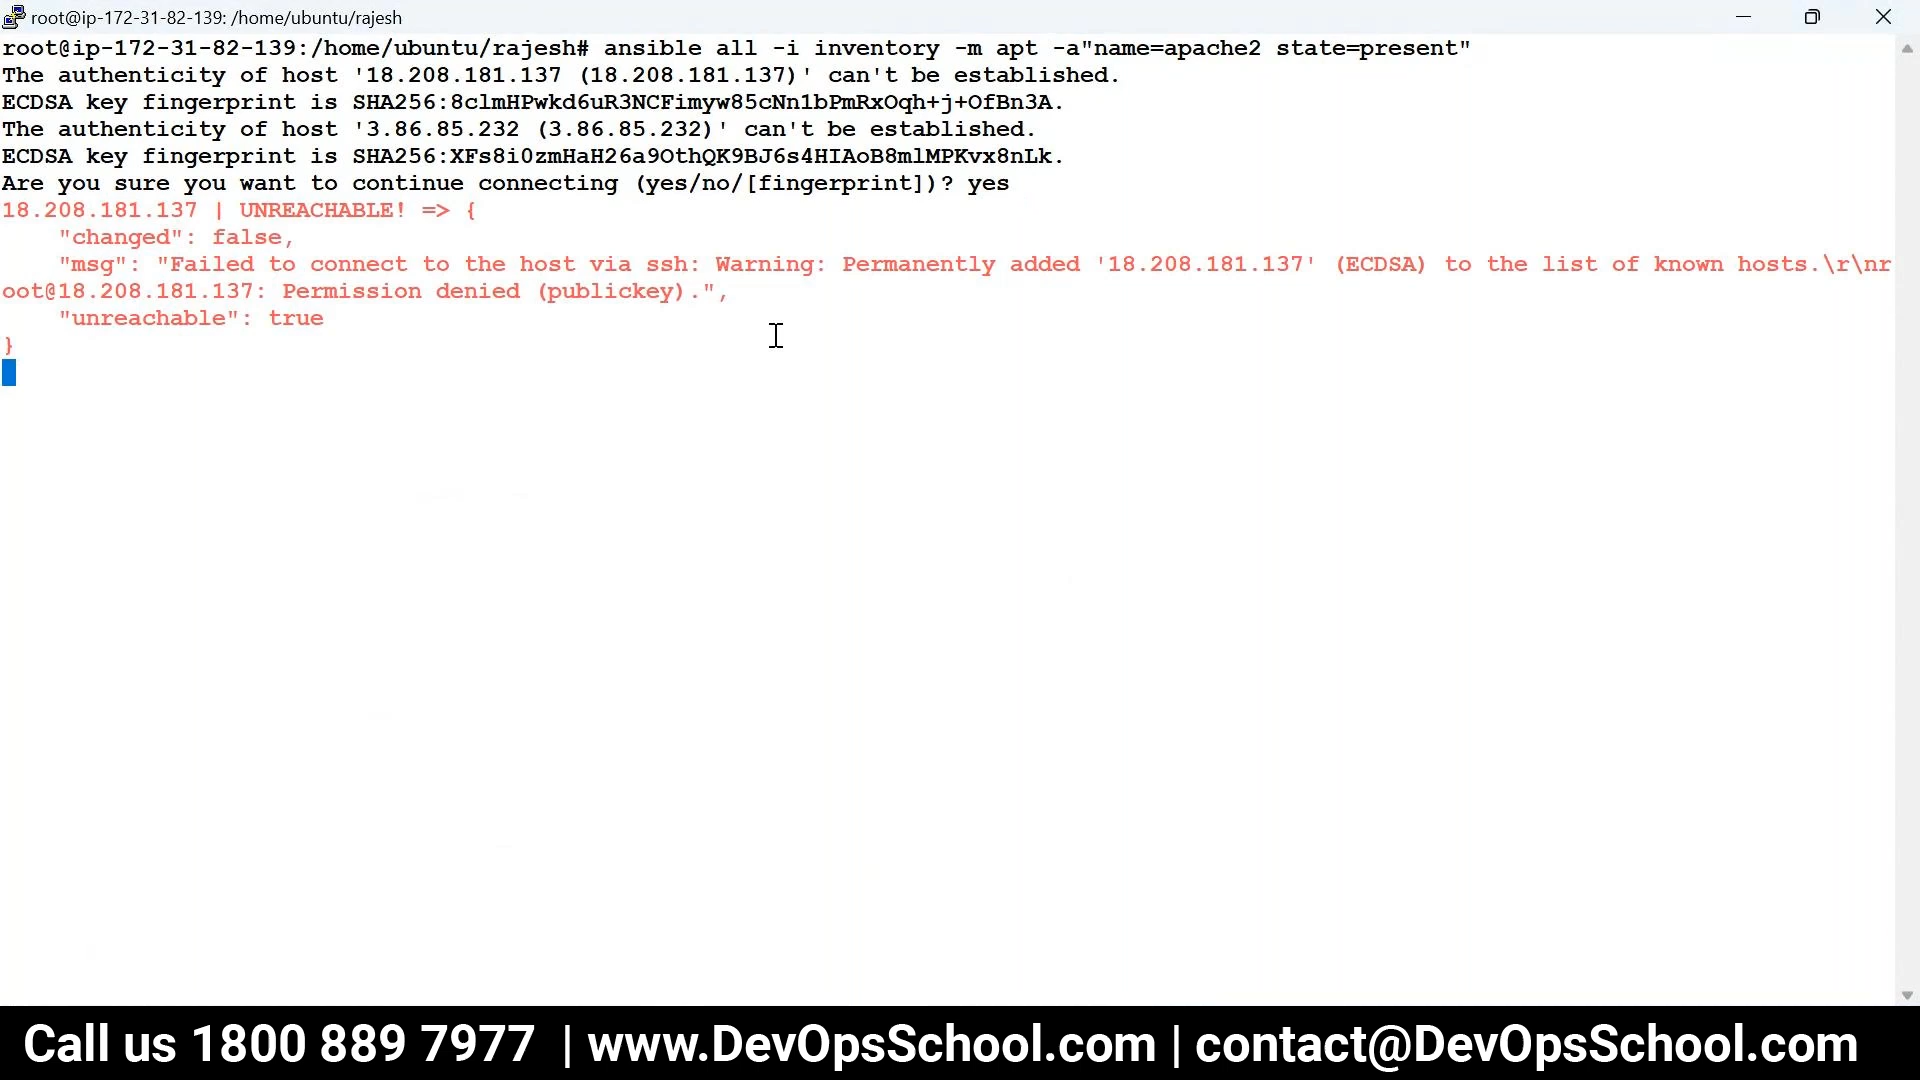 root@ip-172-31-82-139: /home/ubuntu/rajesh
root@ip-172-31-82-139:/home/ubuntu/rajesh# ansible all -i inventory -m apt -a"name=apache2 state=present"
The authenticity of host '18.208.181.137 (18.208.181.137)' can't be established.
ECDSA key fingerprint is SHA256:8clmHPwkd6uR3NCFimyw85cNn1bPmRxOqh+j+OfBn3A.
The authenticity of host '3.86.85.232 (3.86.85.232)' can't be established.
ECDSA key fingerprint is SHA256:XFs8i0zmHaH26a9OthQK9BJ6s4HIAoB8mlMPKvx8nLk.
Are you sure you want to continue connecting (yes/no/[fingerprint])? yes
18.208.181.137 | UNREACHABLE! => {
    "changed": false,
    "msg": "Failed to connect to the host via ssh: Warning: Permanently added '18.208.181.137' (ECDSA) to the list of known hosts.\r\nr
oot@18.208.181.137: Permission denied (publickey).",
    "unreachable": true
}
Call us 1800 889 7977 | www.DevOpsSchool.com | contact@DevOpsSchool.com